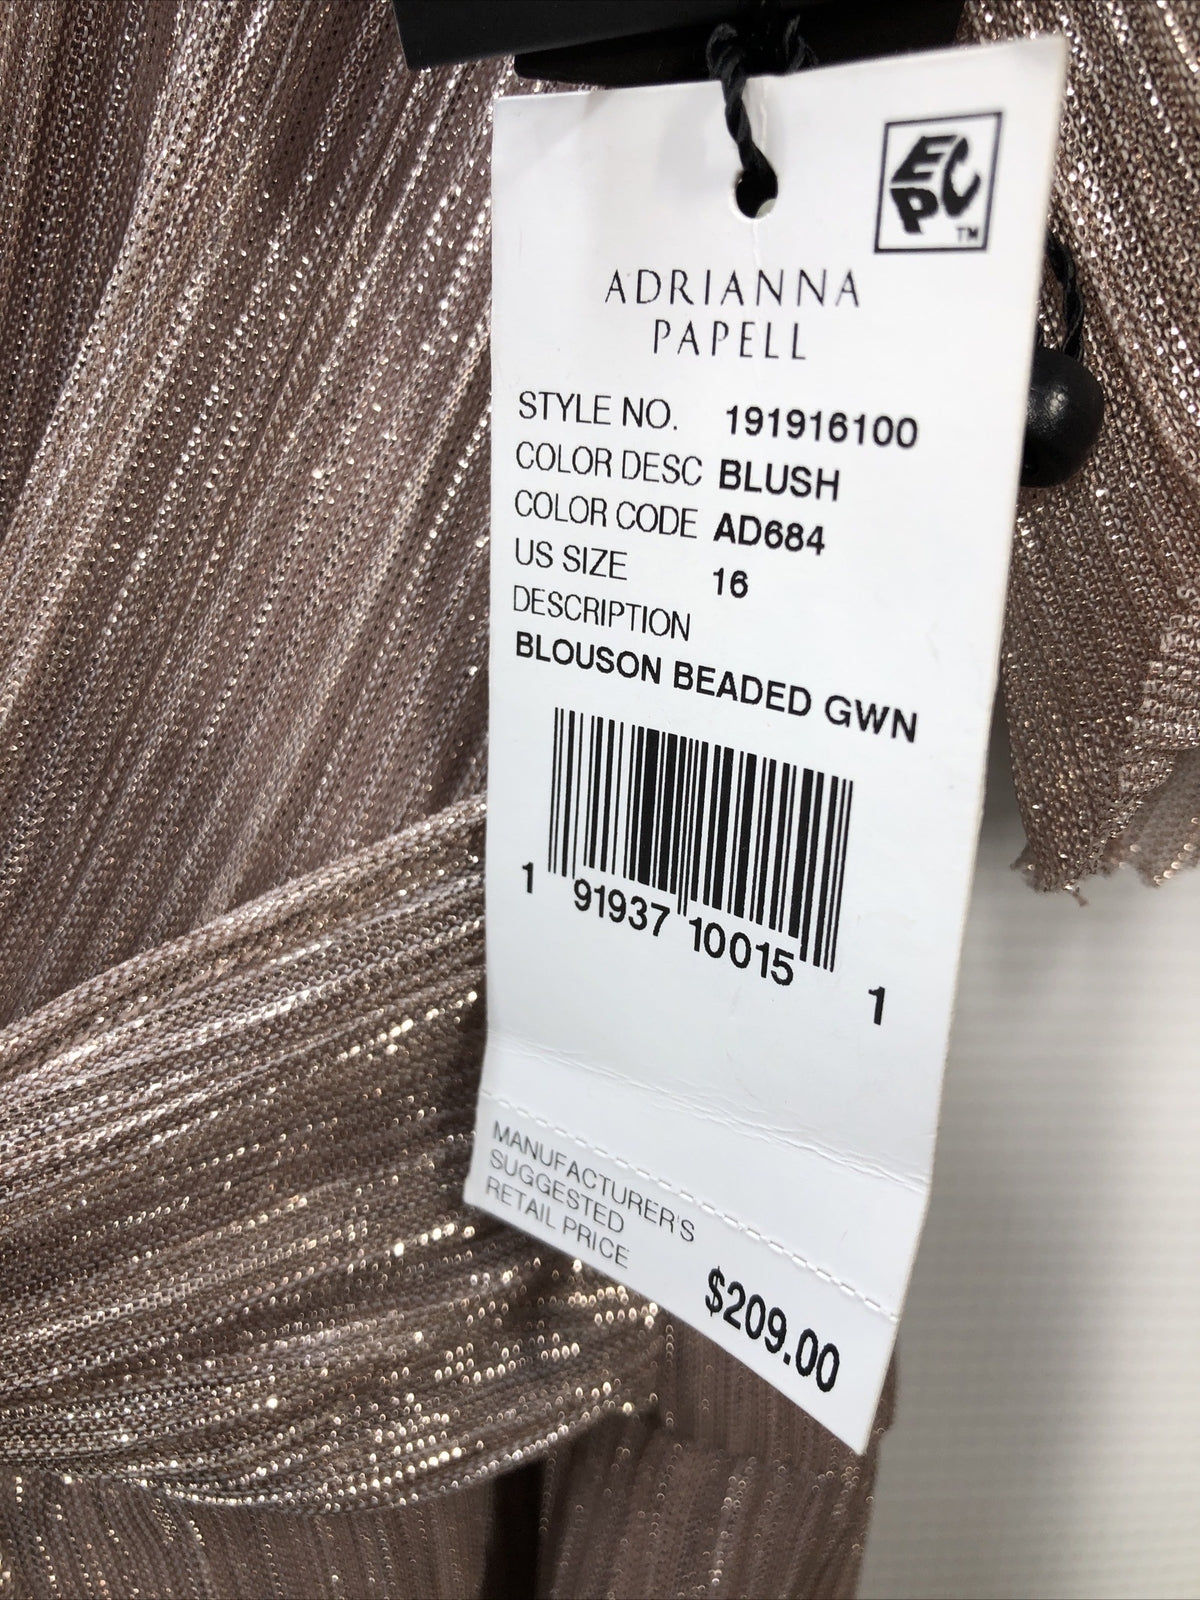 EPC
TM
ADRIANNA
PAPELL
STYLE NO. 191916100
COLOR DESC BLUSH
COLOR CODE AD684
US SIZE 16
DESCRIPTION
BLOUSON BEADED GWN
1 91937 10015 1
MANUFACTURER'S
SUGGESTED
RETAIL PRICE
$209.00